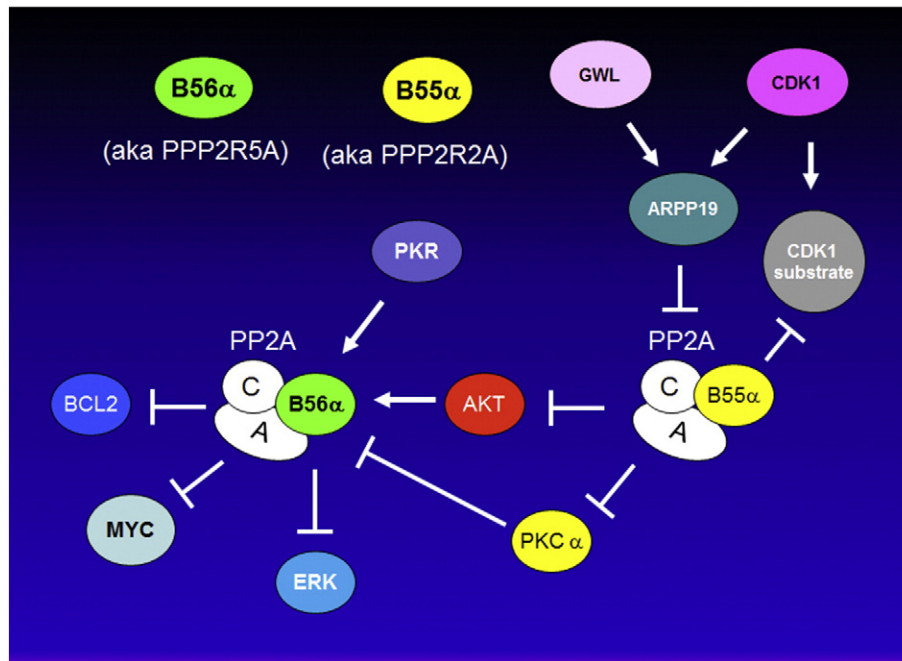 B56α
(aka PPP2R5A)
B55α
(aka PPP2R2A)
GWL
CDK1
ARPP19
CDK1
substrate
PKR
PP2A
C
B56α
A
BCL2
MYC
ERK
AKT
PKC α
PP2A
C
B55α
A